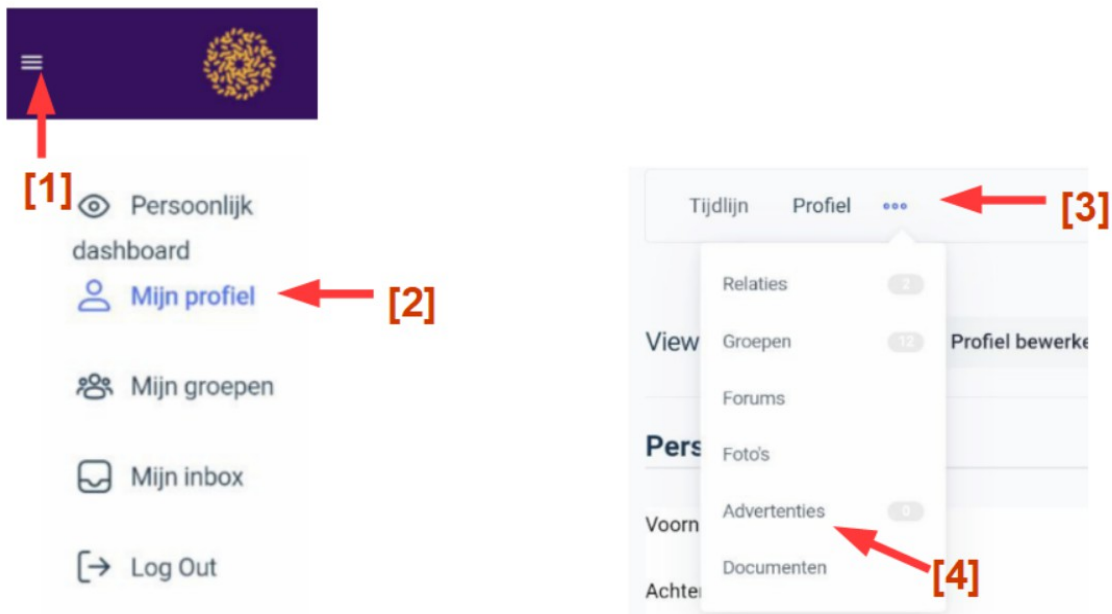 [1]
Persoonlijk
dashboard
Mijn profiel
[2]
Mijn groepen
Mijn inbox
Log Out
Tijdlijn Profiel
[3]
Relaties 2
View
Groepen 12
Profiel bewerke
Forums
Pers
Foto's
Advertenties 0
Voorn
[4]
Documenten
Achte